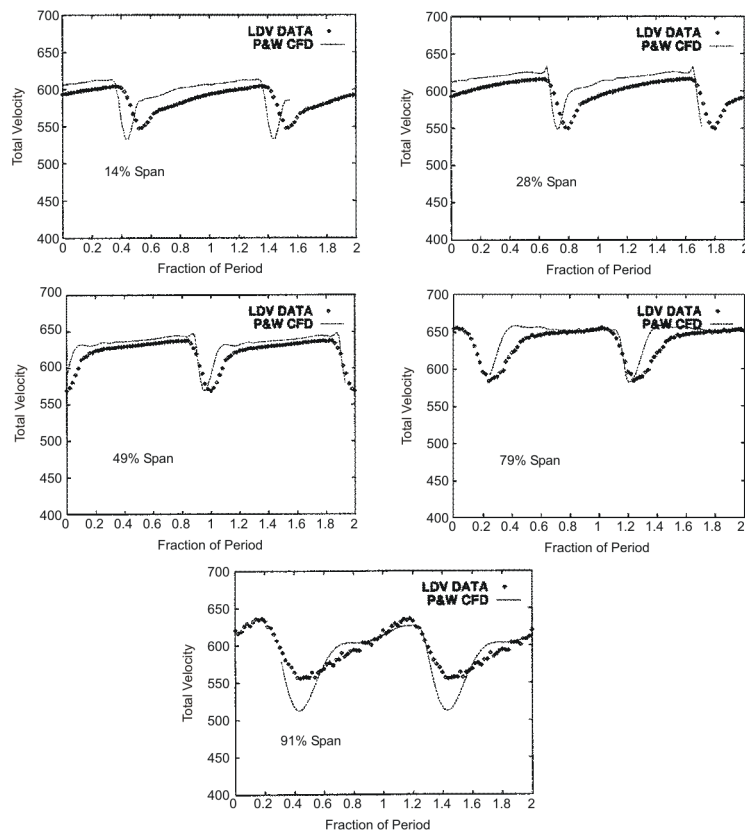 700
650
600
550
500
450
400
Total Velocity
LDV DATA
P&W CFD
14% Span
0 0.2 0.4 0.6 0.8 1 1.2 1.4 1.6 1.8 2
Fraction of Period
700
650
600
550
500
450
400
Total Velocity
LDV DATA
P&W CFD
28% Span
0 0.2 0.4 0.6 0.8 1 1.2 1.4 1.6 1.8 2
Fraction of Period
700
650
600
550
500
450
400
Total Velocity
LDV DATA
P&W CFD
49% Span
0 0.2 0.4 0.6 0.8 1 1.2 1.4 1.6 1.8 2
Fraction of Period
700
650
600
550
500
450
400
Total Velocity
LDV DATA
P&W CFD
79% Span
0 0.2 0.4 0.6 0.8 1 1.2 1.4 1.6 1.8 2
Fraction of Period
700
650
600
550
500
450
400
Total Velocity
LDV DATA
P&W CFD
91% Span
0 0.2 0.4 0.6 0.8 1 1.2 1.4 1.6 1.8 2
Fraction of Period